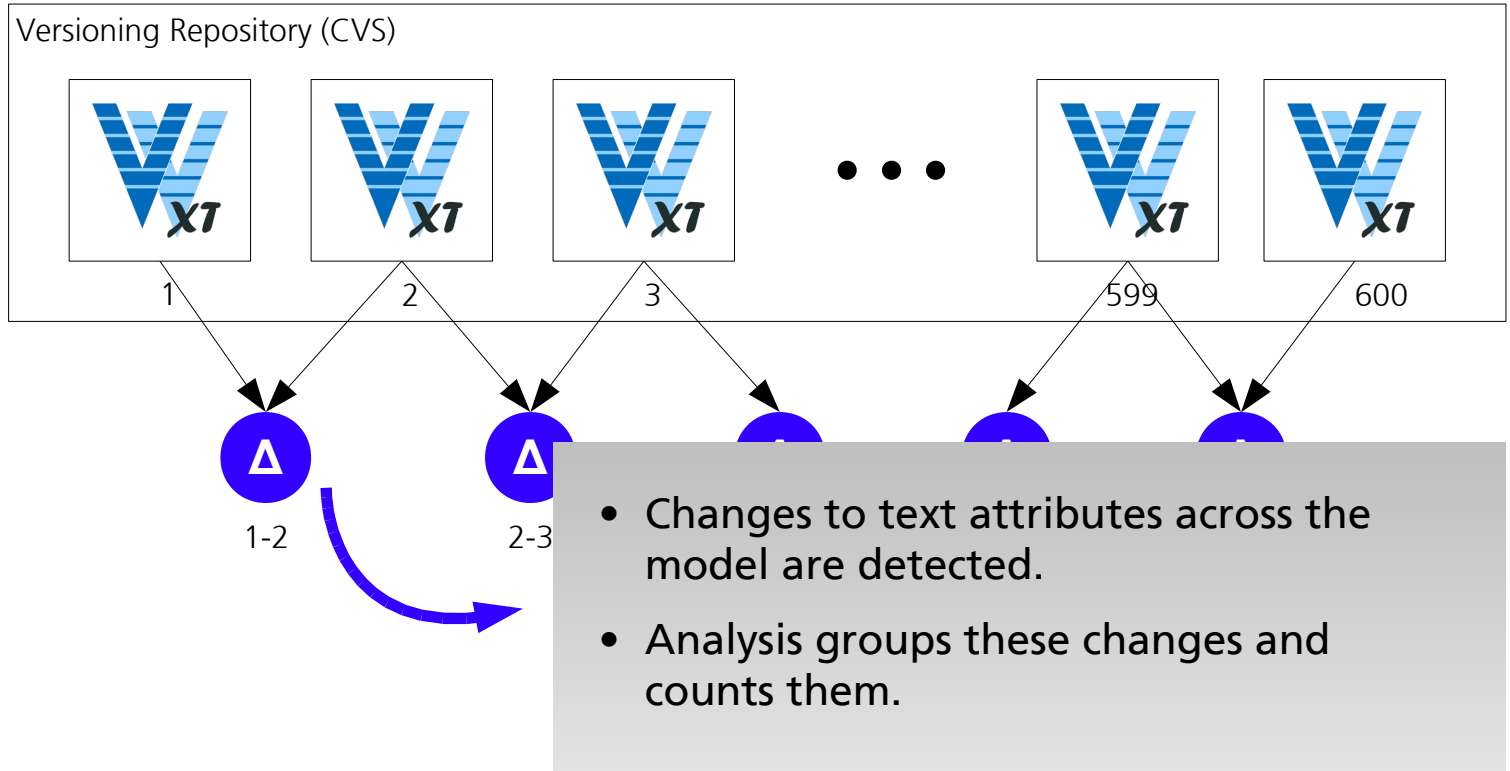 Versioning Repository (CVS)
XT XT XT XT XT
1 2 3 599 600
Δ Δ
1-2 2-3
• Changes to text attributes across the
model are detected.
• Analysis groups these changes and
counts them.